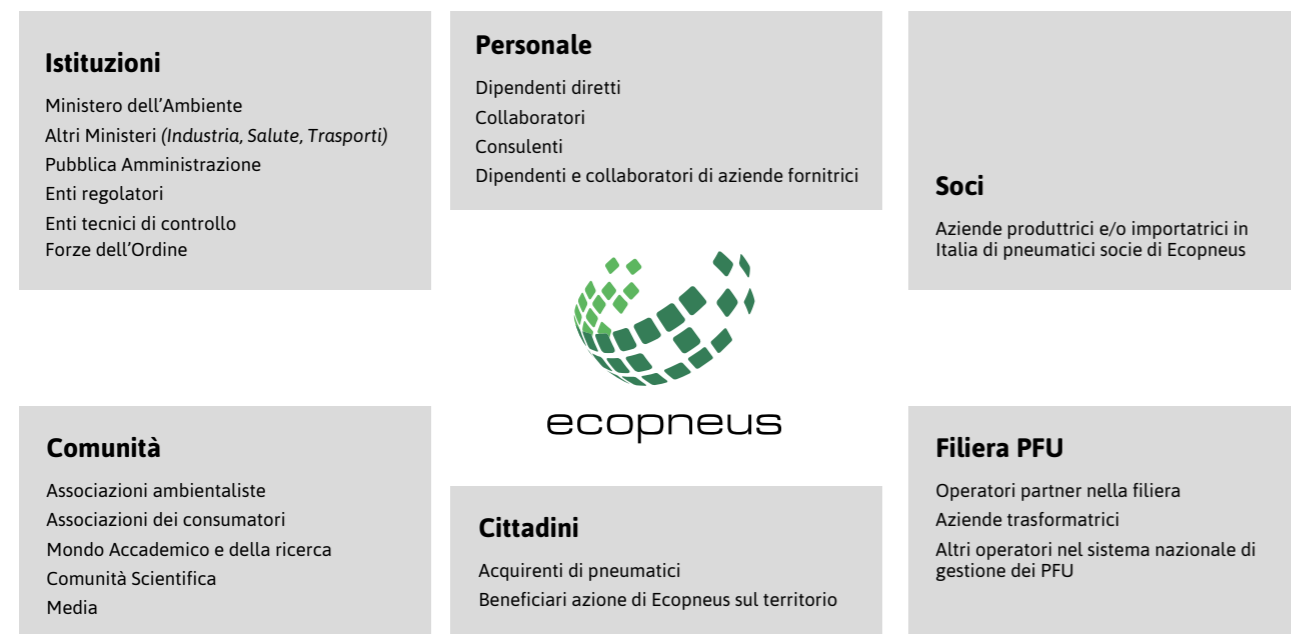 Istituzioni
Ministero dell'Ambiente
Altri Ministeri (Industria, Salute, Trasporti)
Pubblica Amministrazione
Enti regolatori
Enti tecnici di controllo
Forze dell'Ordine
Personale
Dipendenti diretti
Collaboratori
Consulenti
Dipendenti e collaboratori di aziende fornitrici
Soci
Aziende produttrici e/o importatrici in
Italia di pneumatici socie di Ecopneus
ecopneus
Comunità
Associazioni ambientaliste
Associazioni dei consumatori
Mondo Accademico e della ricerca
Comunità Scientifica
Media
Cittadini
Acquirenti di pneumatici
Beneficiari azione di Ecopneus sul territorio
Filiera PFU
Operatori partner nella filiera
Aziende trasformatrici
Altri operatori nel sistema nazionale di
gestione dei PFU